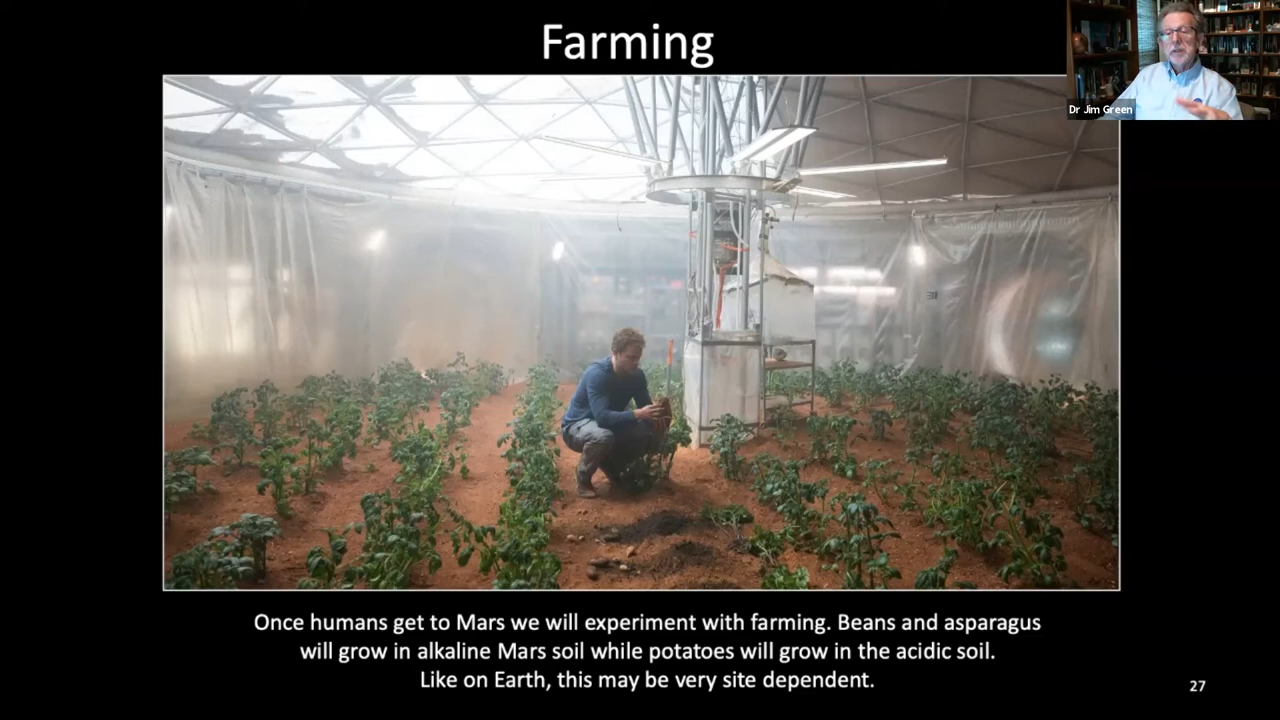 Farming
Dr Jim Green
Once humans get to Mars we will experiment with farming. Beans and asparagus
will grow in alkaline Mars soil while potatoes will grow in the acidic soil.
Like on Earth, this may be very site dependent.
27